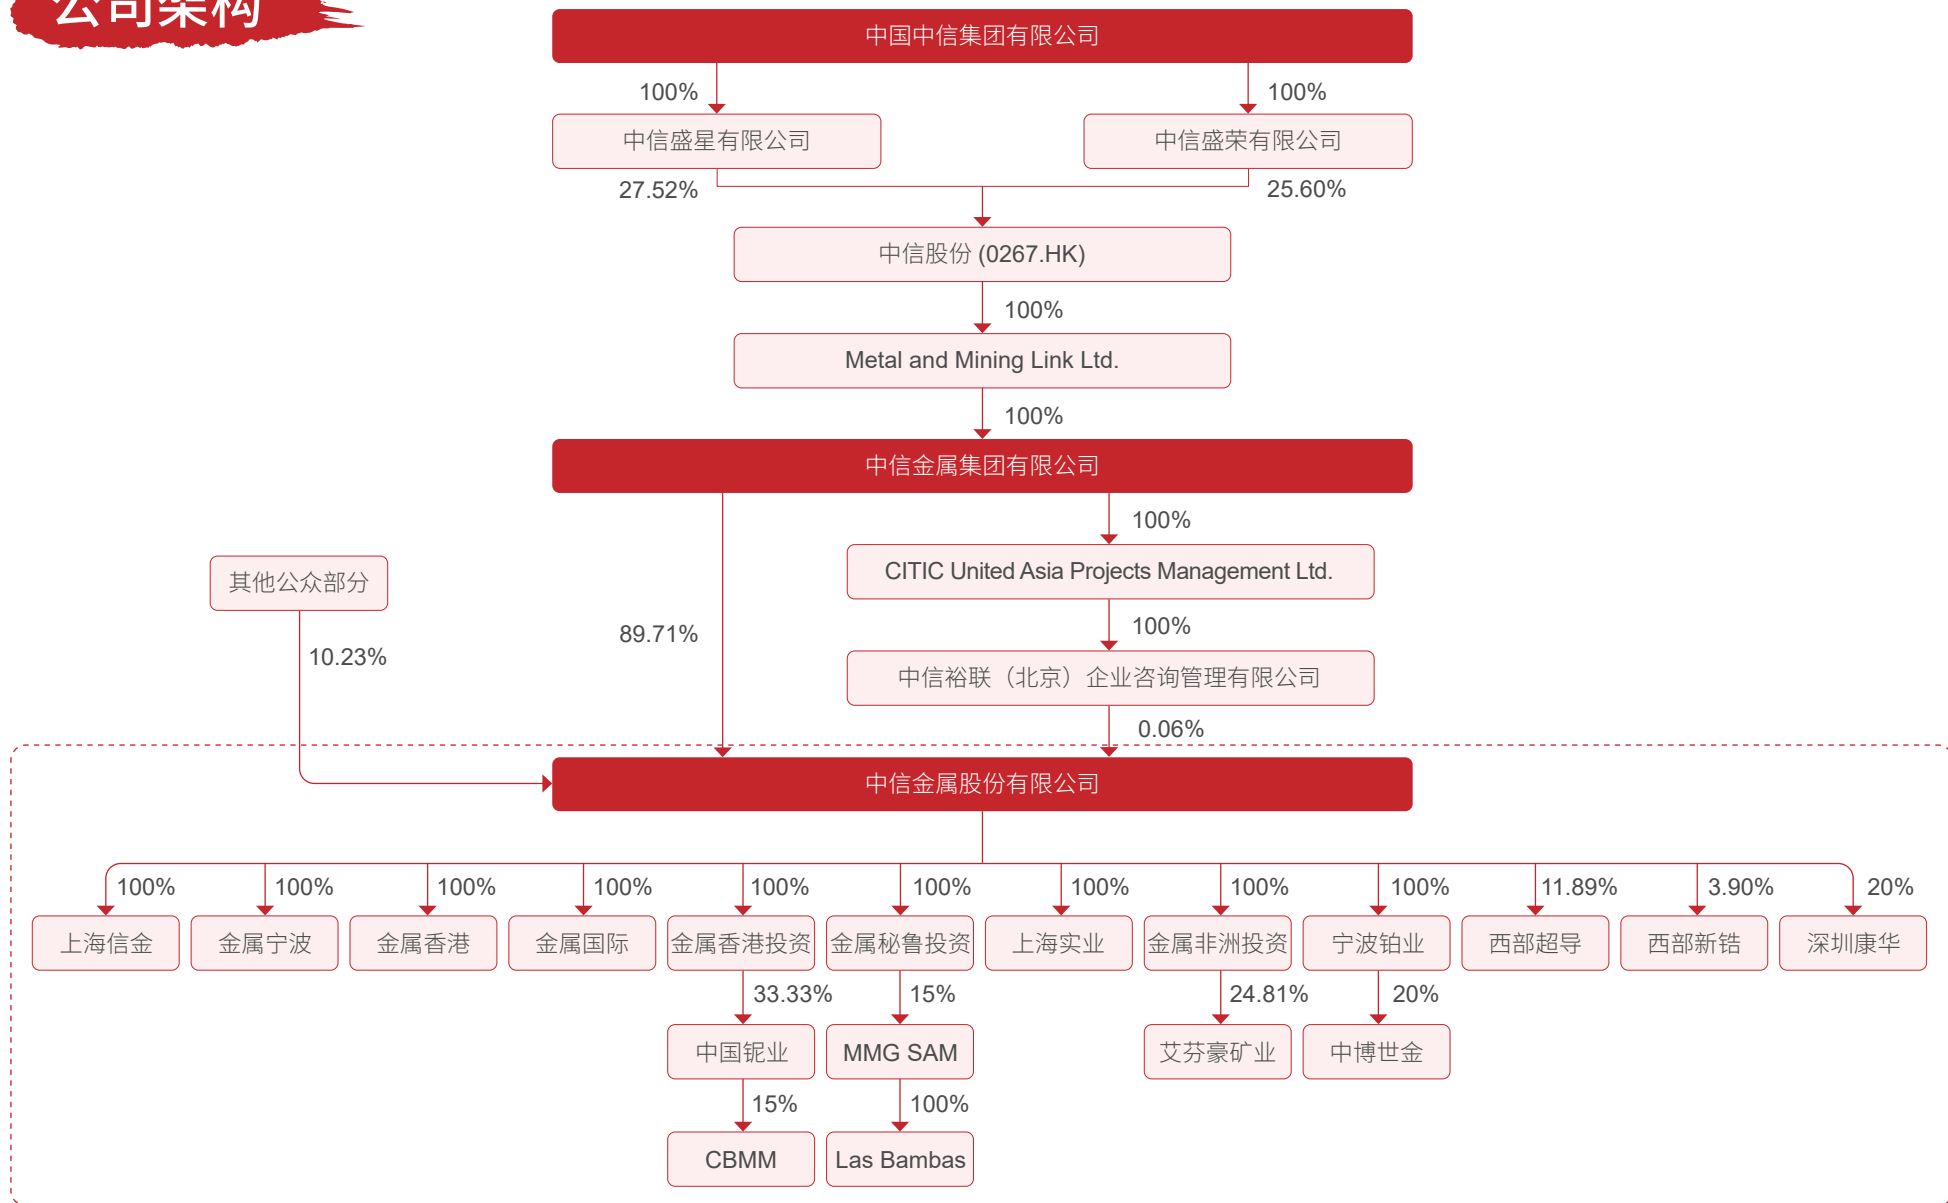 公司架构
中国中信集团有限公司
100%
100%
中信盛星有限公司
中信盛荣有限公司
27.52%
25.60%
中信股份 (0267.HK)
100%
Metal and Mining Link Ltd.
100%
中信金属集团有限公司
100%
CITIC United Asia Projects Management Ltd.
其他公众部分
100%
89.71%
10.23%
中信裕联（北京）企业咨询管理有限公司
0.06%
中信金属股份有限公司
100%
100%
100%
100%
100%
100%
100%
100%
100%
11.89%
3.90%
20%
上海信金
金属宁波
金属香港
金属国际
金属香港投资
金属秘鲁投资
上海实业
金属非洲投资
宁波铂业
西部超导
西部新锆
深圳康华
33.33%
15%
24.81%
20%
中国铌业
MMG SAM
艾芬豪矿业
中博世金
15%
100%
CBMM
Las Bambas